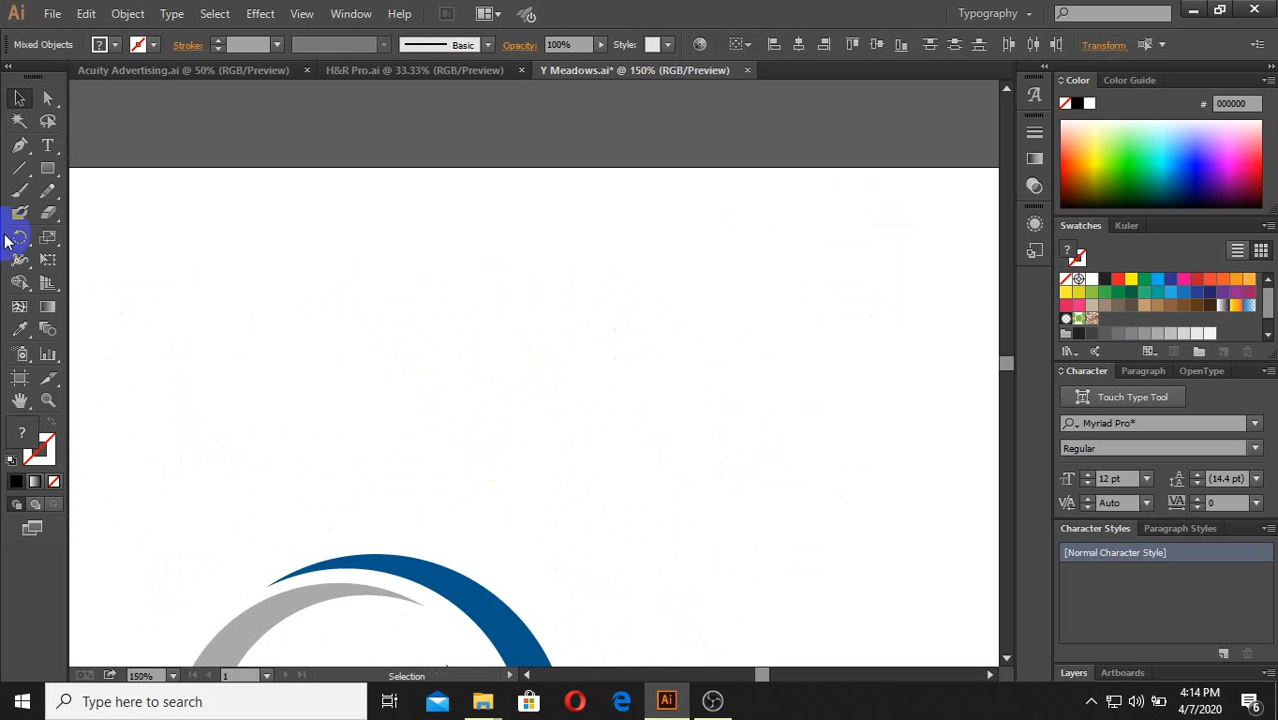 Ai File Edit Object Type Select Effect View Window Help Br Typography
Mixed Objects ? Stroke: Basic Opacity: 100% Style: Transform
Acuity Advertising.ai @ 50% (RGB/Preview) × H&R Pro.ai @ 33.33% (RGB/Preview) × Y Meadows.ai* @ 150% (RGB/Preview) ×
Color Color Guide
# 000000
Swatches Kuler
?
Character Paragraph OpenType
Touch Type Tool
Myriad Pro*
Regular
12 pt (14.4 pt)
Auto 0
Character Styles Paragraph Styles
[Normal Character Style]
?
150% 1 Selection
Layers Artboards
Type here to search
Ai
4:14 PM
4/7/2020
6